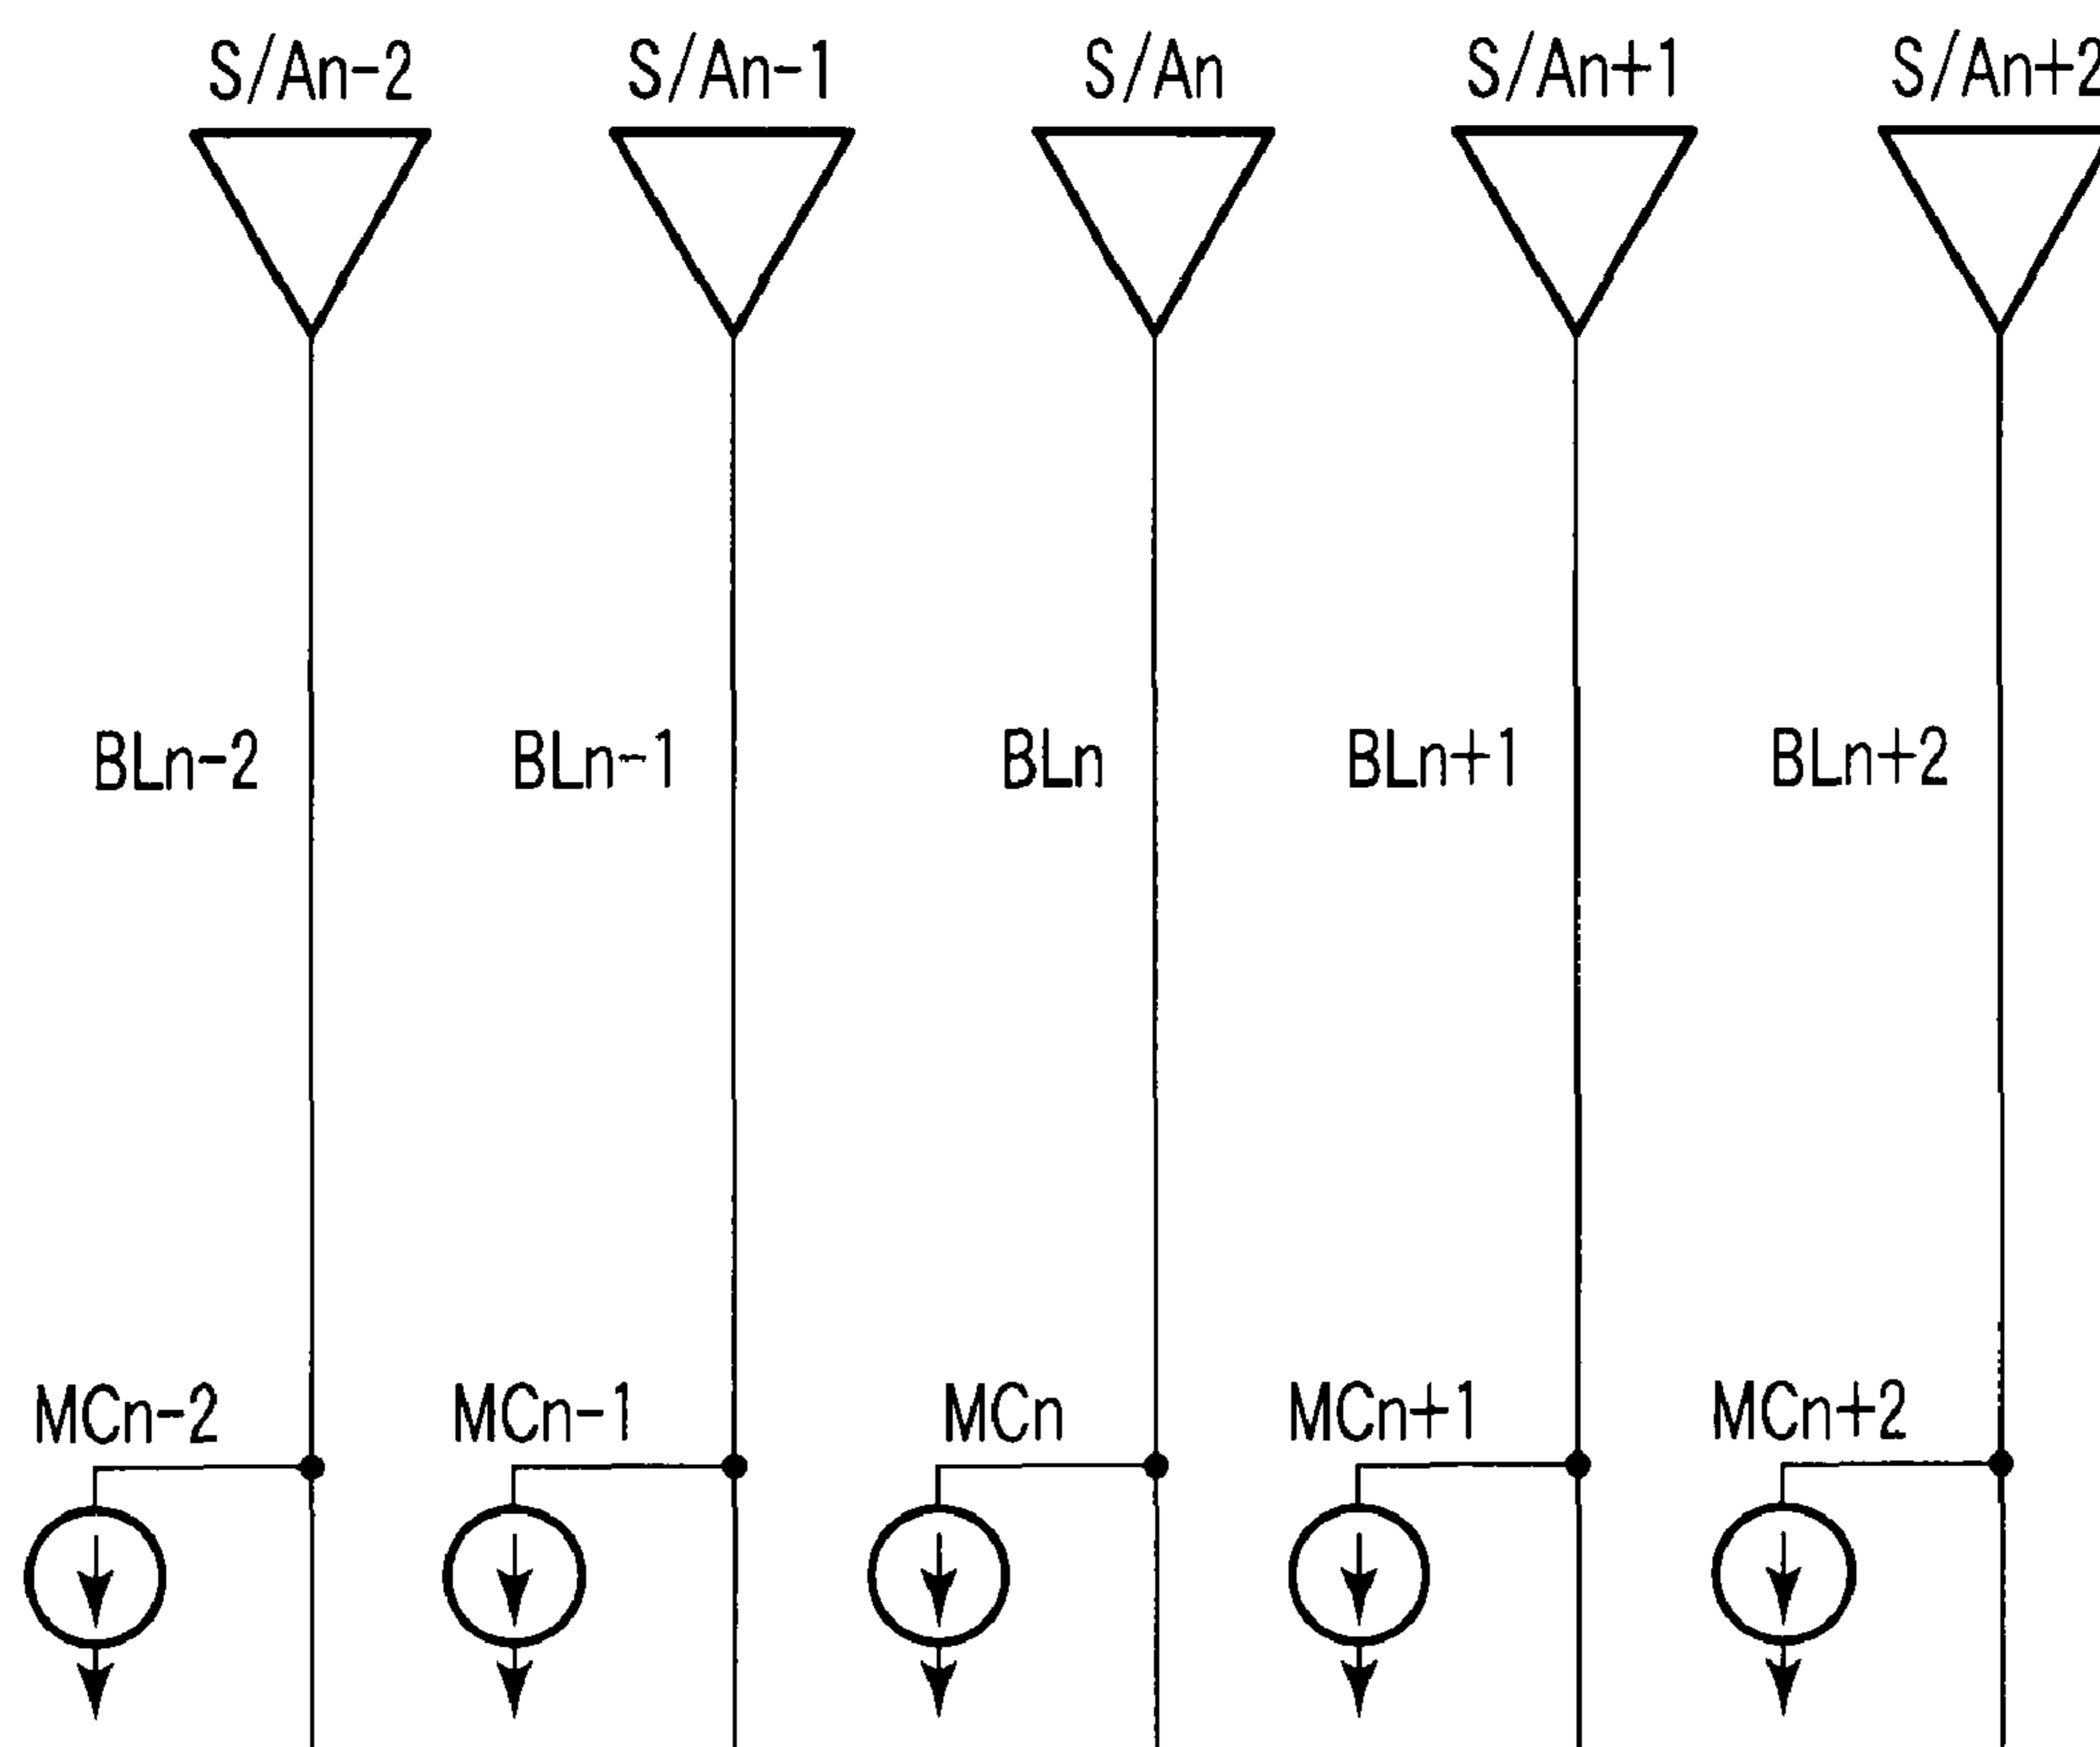 S/An-2 S/An-1 S/An S/An+1 S/An+2
BLn-2 BLn-1 BLn BLn+1 BLn+2
MCn-2 MCn-1 MCn MCn+1 MCn+2